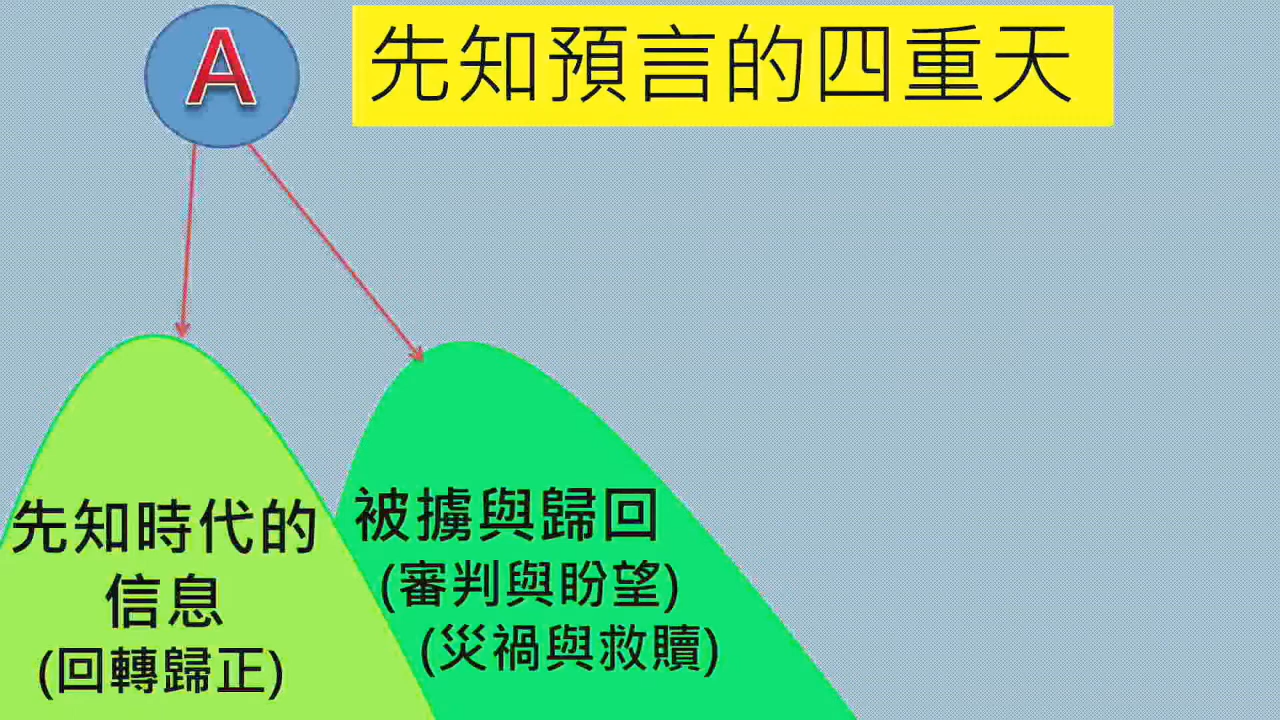 A
先知預言的四重天
先知時代的
信息
(回轉歸正)
被擄與歸回
(審判與盼望)
(災禍與救贖)